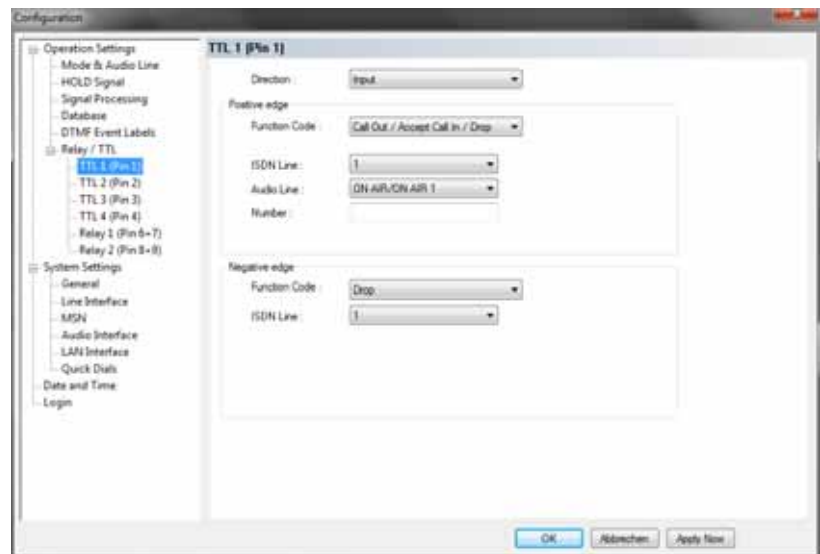 Configuration
Operation Settings
Mode & Audio Line
HOLD Signal
Signal Processing
Database
DTMF Event Labels
Relay / TTL
TTL 1 (Pin 1)
TTL 2 (Pin 2)
TTL 3 (Pin 3)
TTL 4 (Pin 4)
Relay 1 (Pin 6+7)
Relay 2 (Pin 8+9)
System Settings
General
Line Interface
MSN
Audio Interface
LAN Interface
Quick Dials
Date and Time
Login
TTL 1 (Pin 1)
Direction : Input
Positive edge
Function Code : Call Out / Accept Call In / Drop
ISDN Line : 1
Audio Line : ON AIR/ON AIR 1
Number :
Negative edge
Function Code : Drop
ISDN Line : 1
OK Abbrechen Apply Now